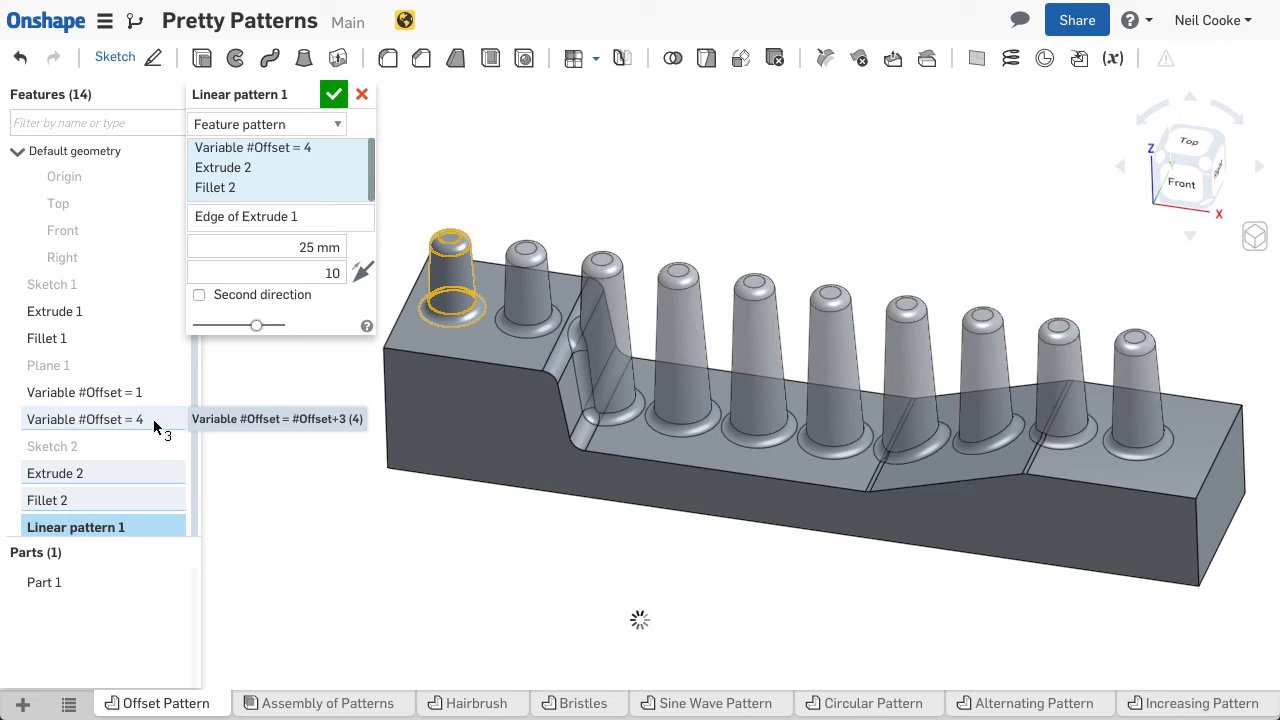 Onshape Pretty Patterns Main Share Neil Cooke
Sketch (x)
Features (14)
Filter by name or type
Default geometry
Origin
Top
Front
Right
Sketch 1
Extrude 1
Fillet 1
Plane 1
Variable #Offset = 1
Variable #Offset = 4
Sketch 2
Extrude 2
Fillet 2
Linear pattern 1
Parts (1)
Part 1
Linear pattern 1
Feature pattern
Variable #Offset = 4
Extrude 2
Fillet 2
Edge of Extrude 1
25 mm
10
Second direction
Variable #Offset = #Offset+3 (4)
3
Top
Z
Front
X
Offset Pattern Assembly of Patterns Hairbrush Bristles Sine Wave Pattern Circular Pattern Alternating Pattern Increasing Pattern